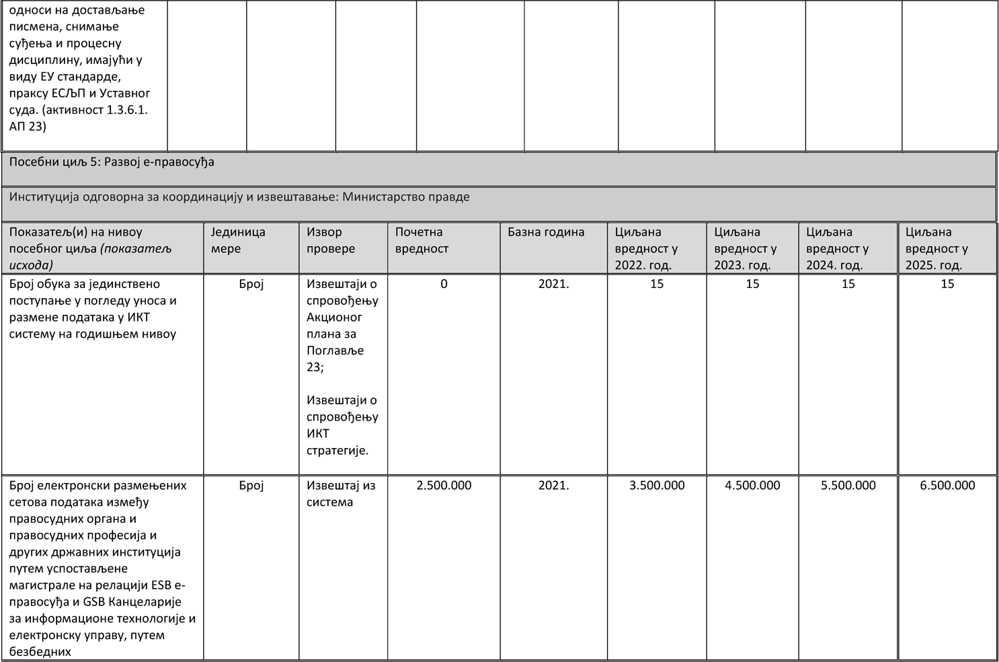 односи на достављање
писмена, снимање
суђења и процесну
дисциплину, имајући у
виду ЕУ стандарде,
праксу ЕСЉП и Уставног
суда. (активност 1.3.6.1.
АП 23)
Посебни циљ 5: Развој е-правосуђа
Институција одговорна за координацију и извештавање: Министарство правде
Показатељ(и) на нивоу
посебног циља (показатељ
исхода)
Јединица
мере
Извор
провере
Почетна
вредност
Базна година
Циљана
вредност у
2022. год.
Циљана
вредност у
2023. год.
Циљана
вредност у
2024. год.
Циљана
вредност у
2025. год.
Број обука за јединствено
поступање у погледу уноса и
размене података у ИКТ
систему на годишњем нивоу
Број
Извештаји о
спровођењу
Акционог
плана за
Поглавље
23;
Извештаји о
спровођењу
ИКТ
стратегије.
0
2021.
15
15
15
15
Број електронски размењених
сетова података између
правосудних органа и
правосудних професија и
других државних институција
путем успостављене
магистрале на релацији ESB е-
правосуђа и GSB Канцеларије
за информационе технологије и
електронску управу, путем
безбедних
Број
Извештај из
система
2.500.000
2021.
3.500.000
4.500.000
5.500.000
6.500.000